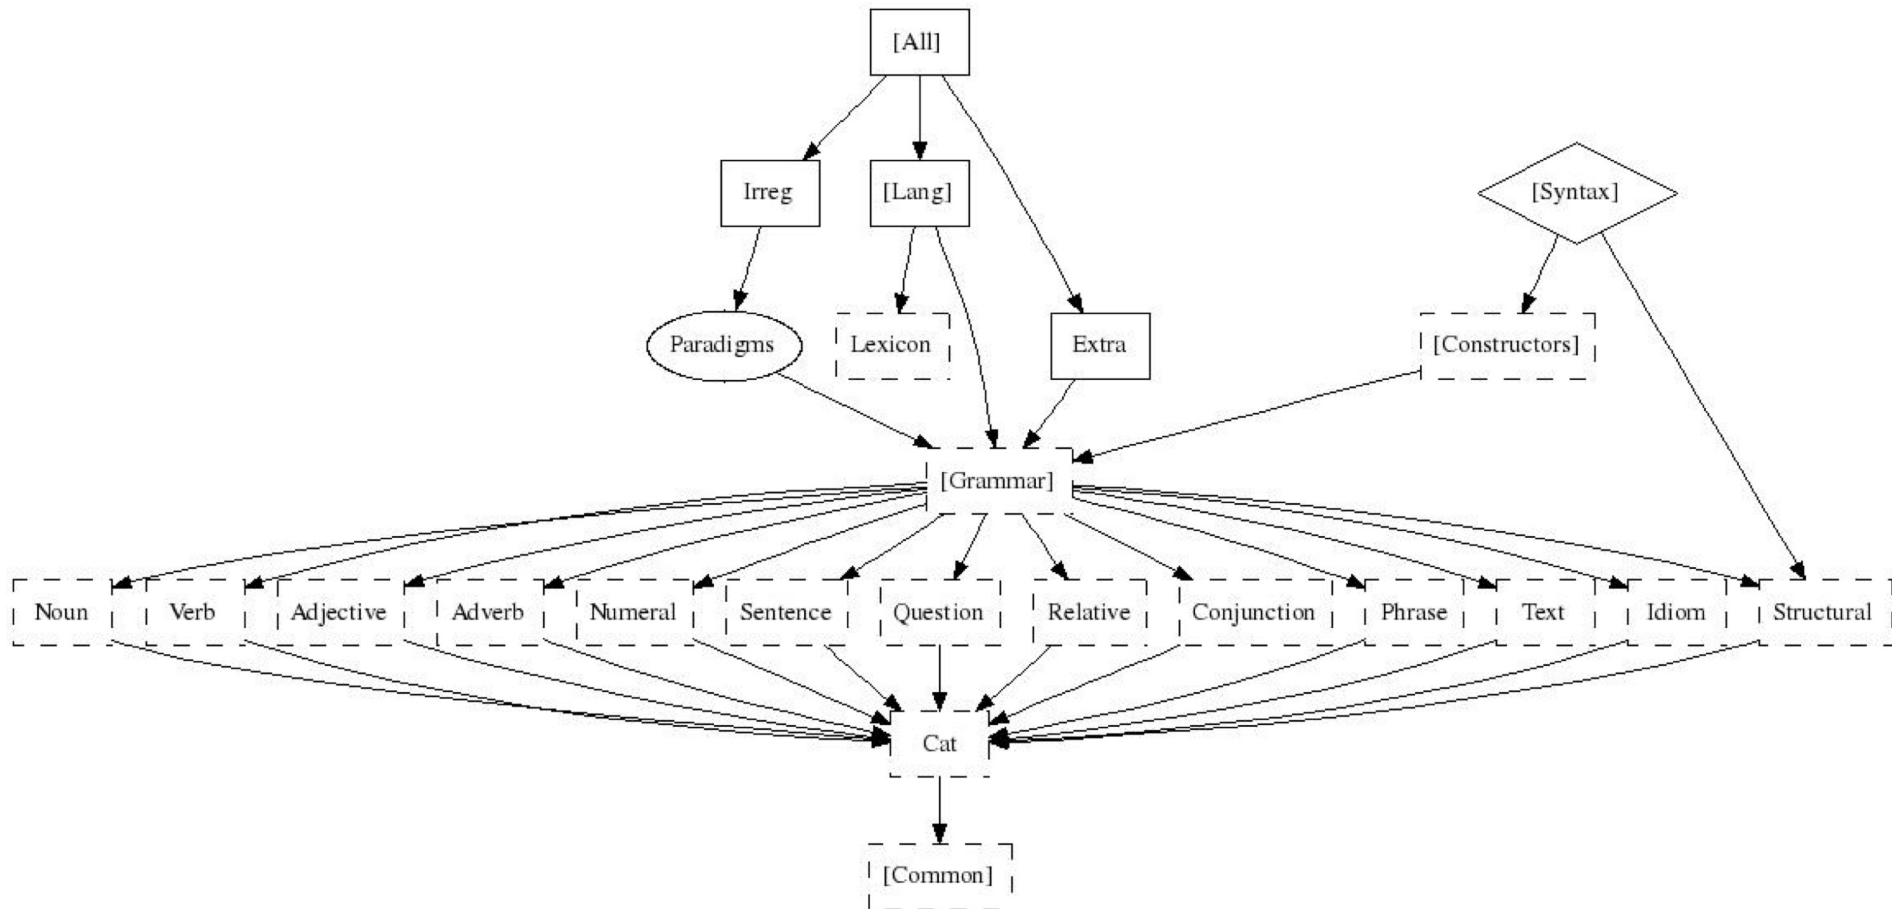 [All]
Irreg
[Lang]
[Syntax]
Paradigms
Lexicon
Extra
[Constructors]
[Grammar]
Noun
Verb
Adjective
Adverb
Numeral
Sentence
Question
Relative
Conjunction
Phrase
Text
Idiom
Structural
Cat
[Common]